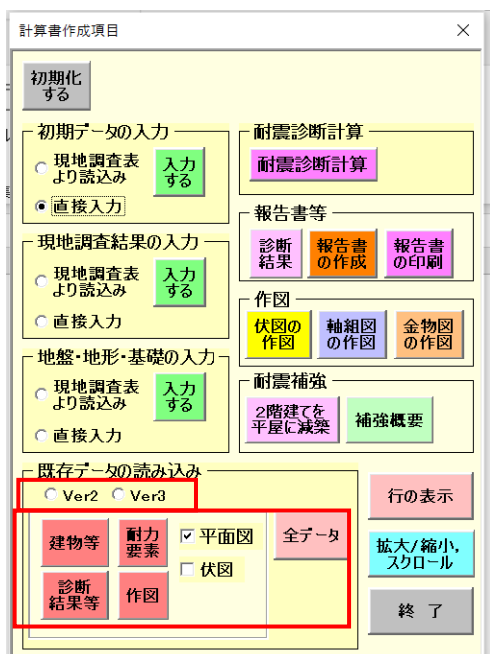 計算書作成項目
初期化
する
初期データの入力
現地調査表
より読込み
入力
する
直接入力
現地調査結果の入力
現地調査表
より読込み
入力
する
直接入力
地盤・地形・基礎の入力
現地調査表
より読込み
入力
する
直接入力
耐震診断計算
耐震診断計算
報告書等
診断
結果
報告書
の作成
報告書
の印刷
作図
伏図の
作図
軸組図
の作図
金物図
の作図
耐震補強
2階建てを
平屋に減築
補強概要
既存データの読み込み
Ver2
Ver3
建物等
耐力
要素
平面図
全データ
伏図
診断
結果等
作図
行の表示
拡大/縮小,
スクロール
終 了